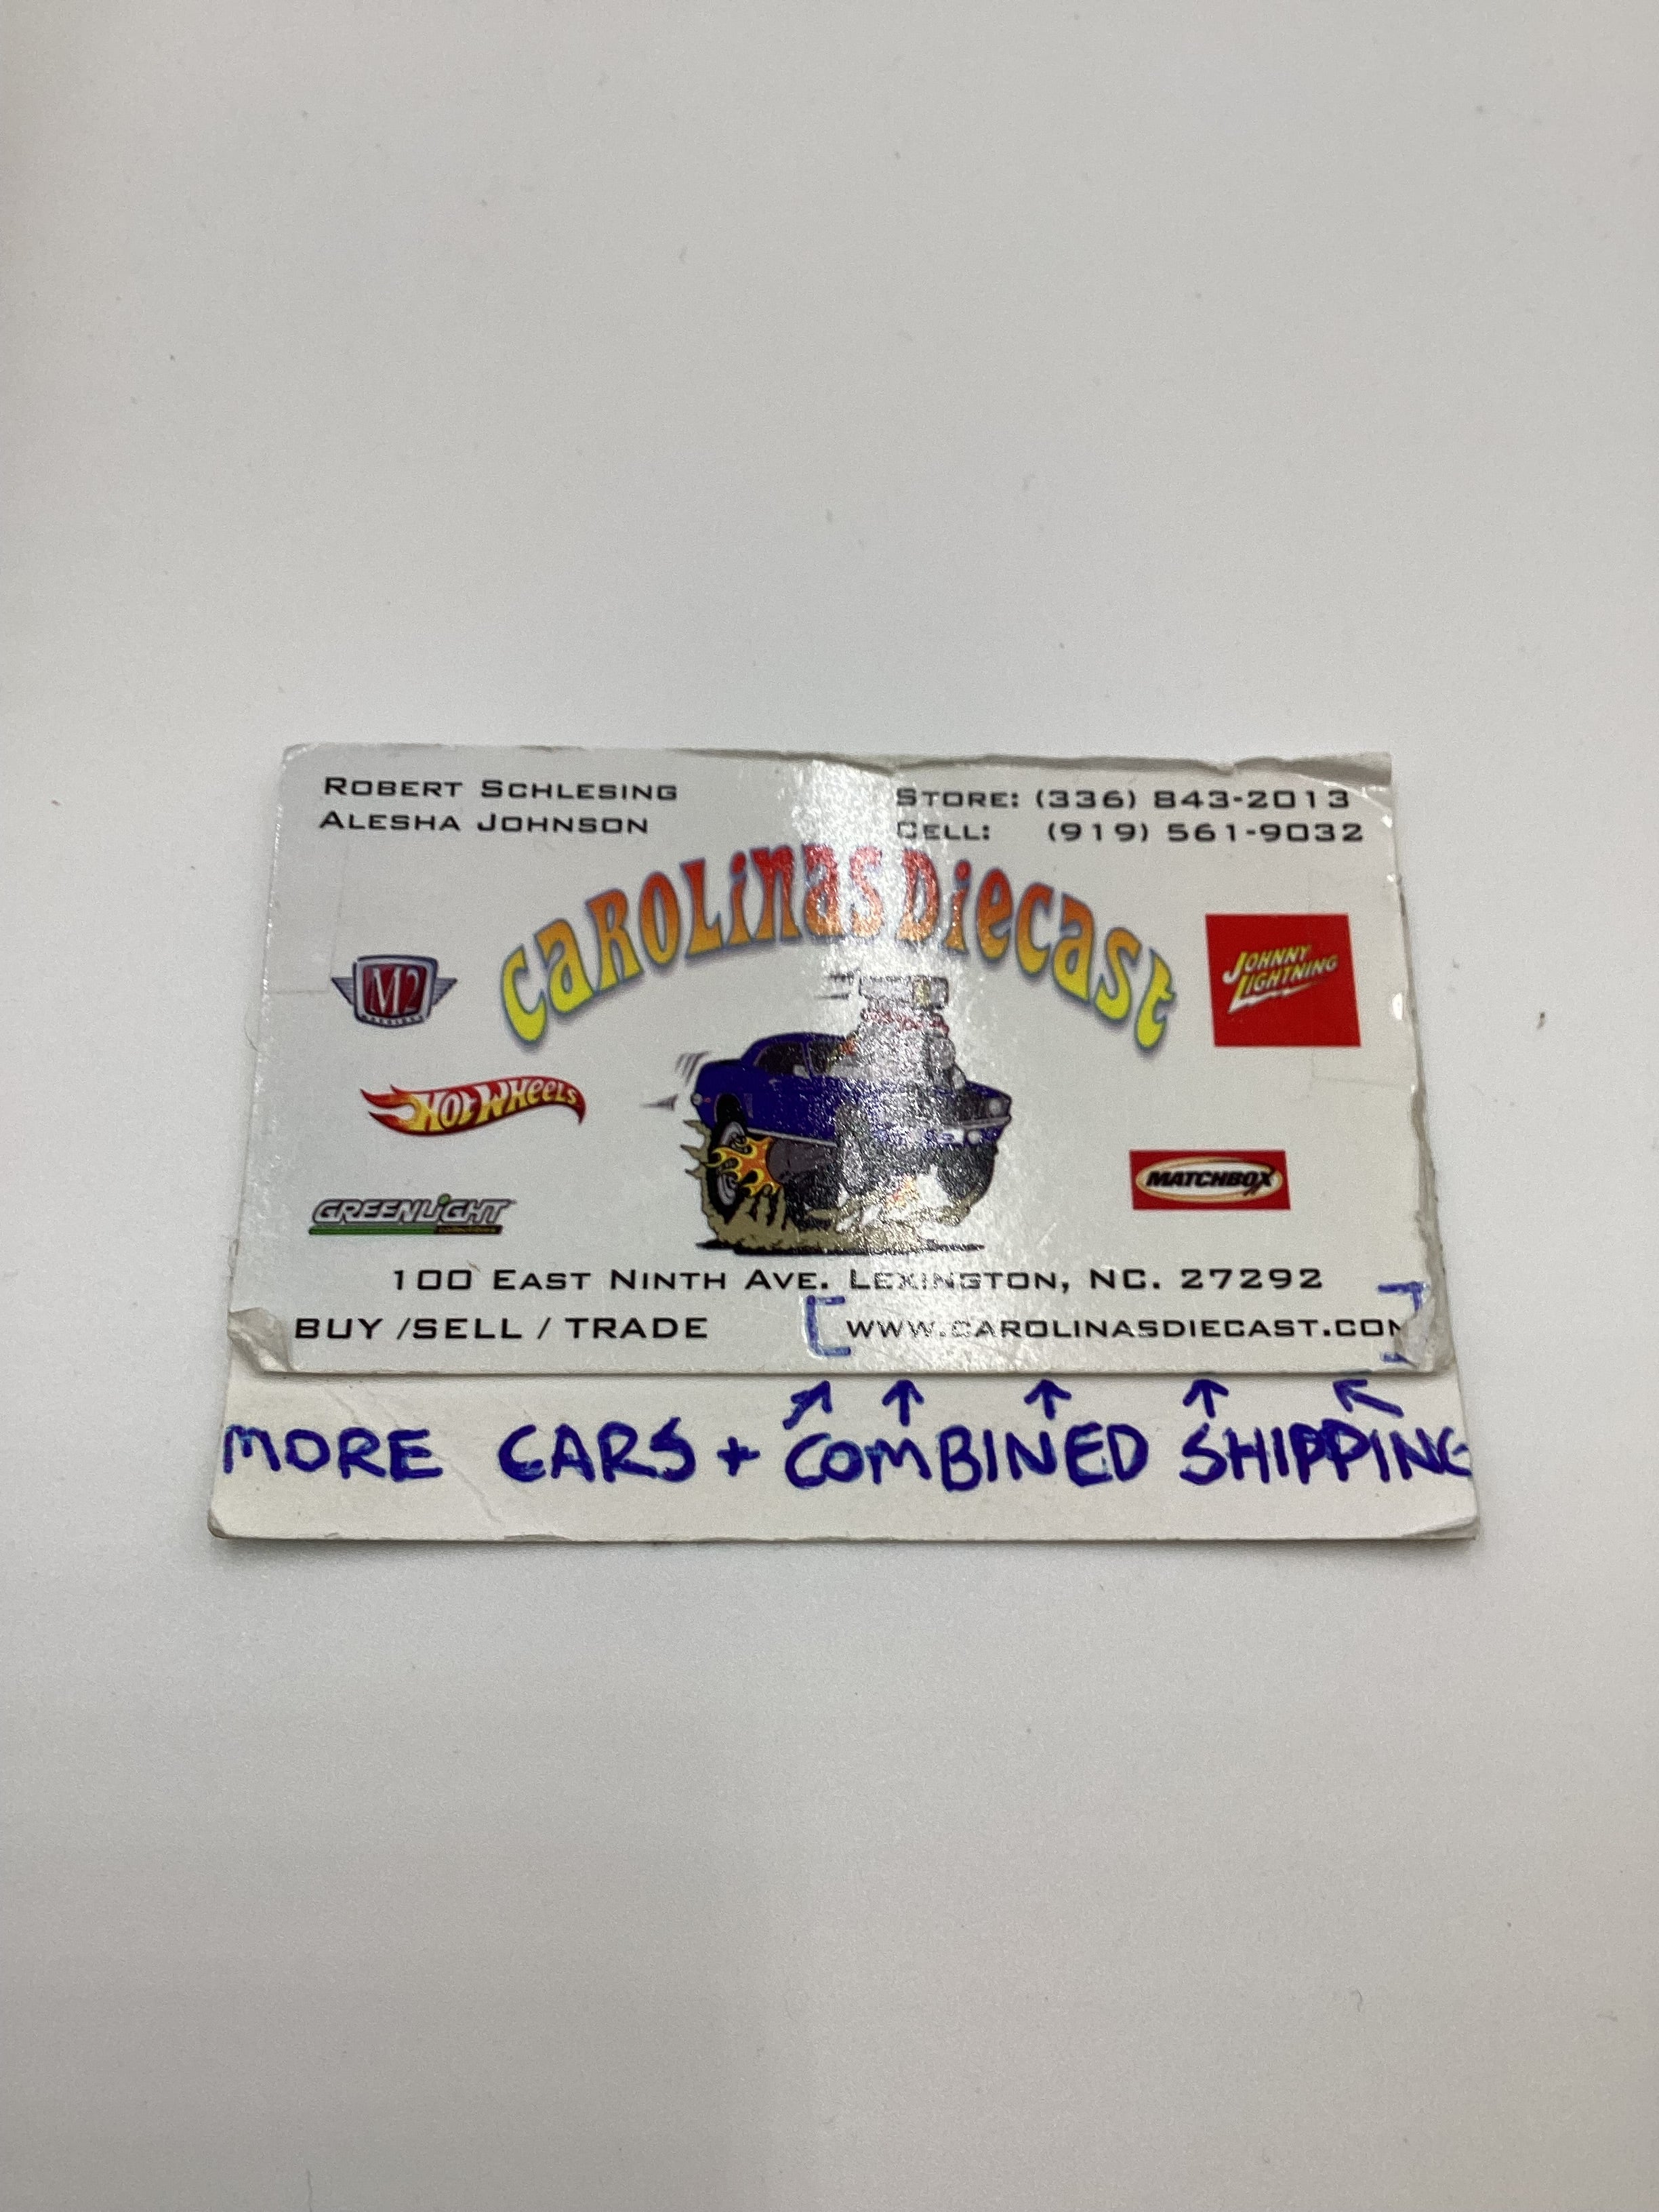 ROBERT SCHLESING
ALESHA JOHNSON
STORE: (336) 843-2013
CELL: (919) 561-9032
CAROLINAS DIECAST
M2
JOHNNY
LIGHTNING
HOT WHEELS
MATCHBOX
GREENLIGHT
100 EAST NINTH AVE. LEXINGTON, NC. 27292
BUY /SELL / TRADE
WWW.CAROLINASDIECAST.COM
MORE CARS + COMBINED SHIPPING